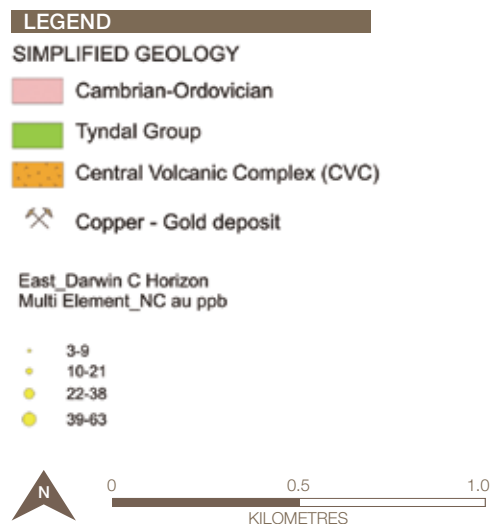 LEGEND
SIMPLIFIED GEOLOGY
Cambrian-Ordovician
Tyndal Group
Central Volcanic Complex (CVC)
Copper - Gold deposit
East_Darwin C Horizon
Multi Element_NC au ppb
3-9
10-21
22-38
39-63
N
0 0.5 1.0
KILOMETRES